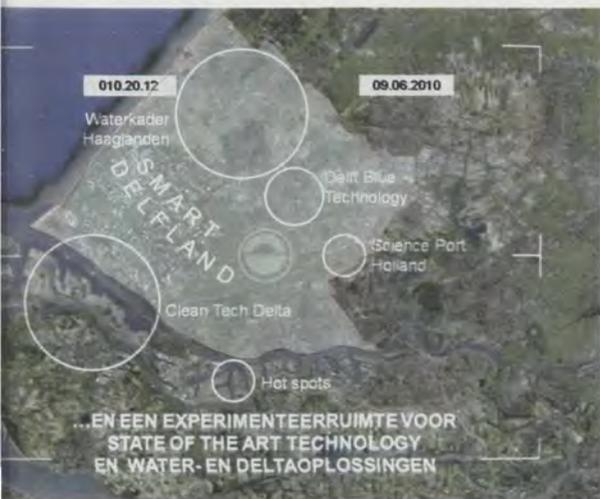 010.20.12
09.06.2010
Waterkader
Haaglanden
SMART
DELFLAND
Delft Blue
Technology
Science Port
Holland
Clean Tech Delta
Hot spots
...EN EEN EXPERIMENTEERRUIMTE VOOR
STATE OF THE ART TECHNOLOGY
EN WATER- EN DELTAOPLOSSINGEN